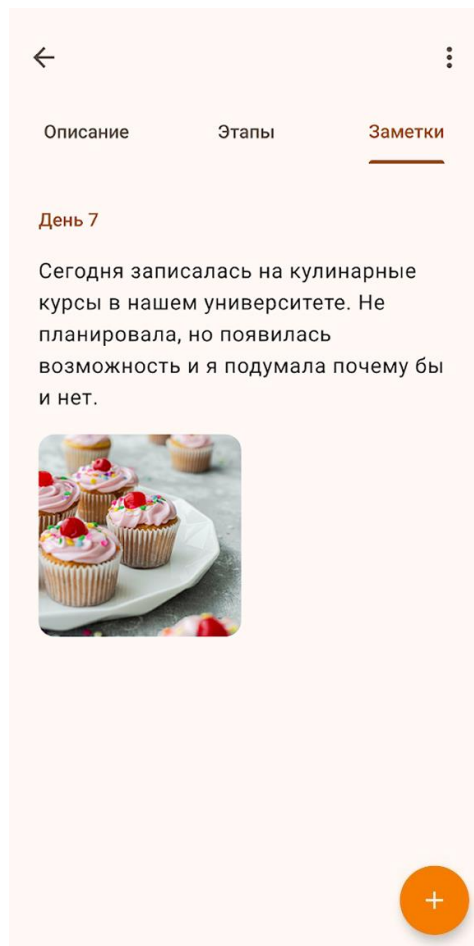 Описание Этапы Заметки
День 7
Сегодня записалась на кулинарные
курсы в нашем университете. Не
планировала, но появилась
возможность и я подумала почему бы
и нет.